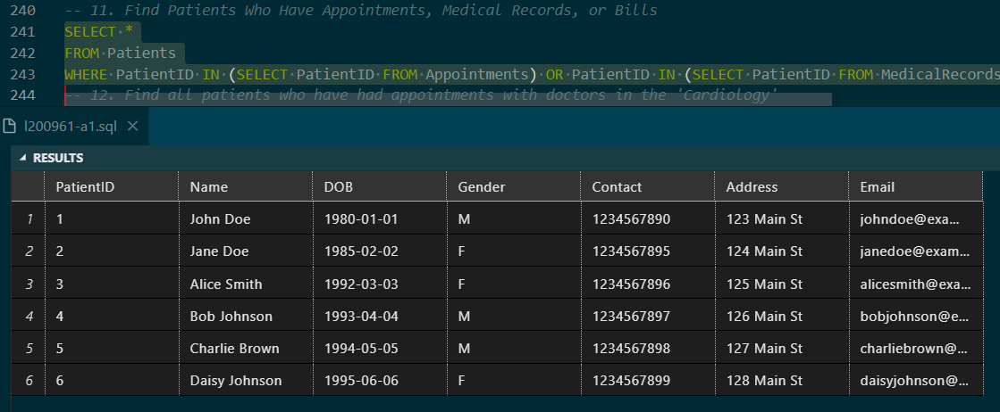 240 -- 11. Find Patients Who Have Appointments, Medical Records, or Bills
241 SELECT *
242 FROM Patients
243 WHERE PatientID IN (SELECT PatientID FROM Appointments) OR PatientID IN (SELECT PatientID FROM MedicalRecords
244 -- 12. Find all patients who have had appointments with doctors in the 'Cardiology'
l200961-a1.sql
RESULTS
PatientID Name DOB Gender Contact Address Email
1 1 John Doe 1980-01-01 M 1234567890 123 Main St johndoe@exa...
2 2 Jane Doe 1985-02-02 F 1234567895 124 Main St janedoe@exam...
3 3 Alice Smith 1992-03-03 F 1234567896 125 Main St alicesmith@exa...
4 4 Bob Johnson 1993-04-04 M 1234567897 126 Main St bobjohnson@e...
5 5 Charlie Brown 1994-05-05 M 1234567898 127 Main St charliebrown@...
6 6 Daisy Johnson 1995-06-06 F 1234567899 128 Main St daisyjohnson@...